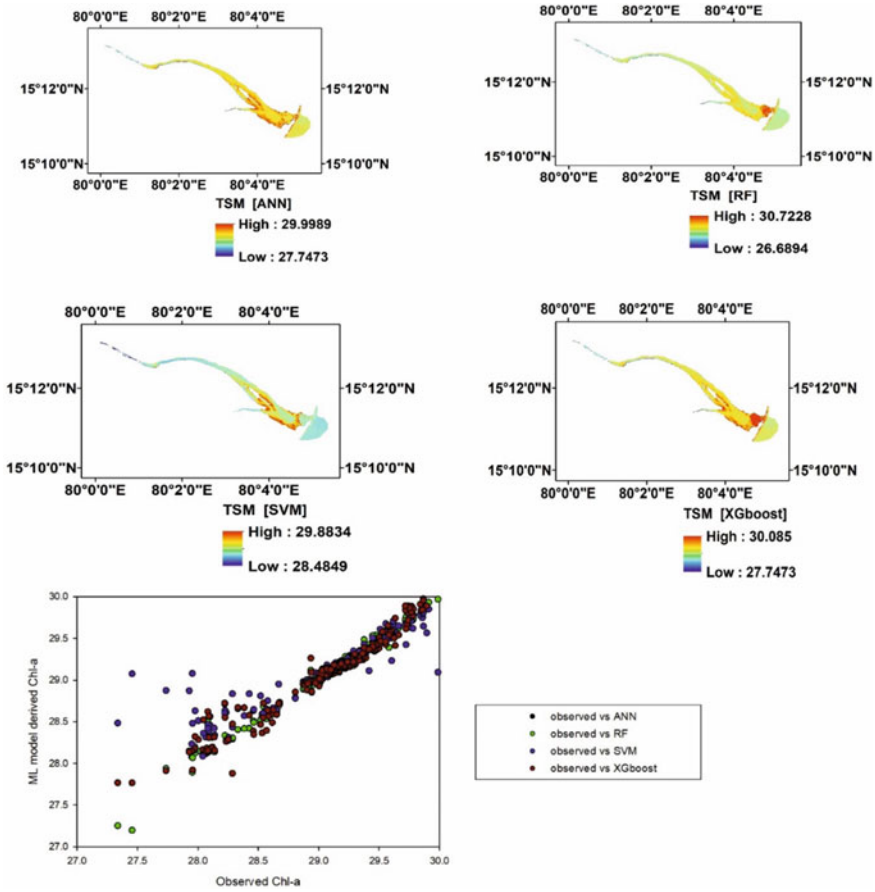 80°0'0"E 80°2'0"E 80°4'0"E
15°12'0"N 15°12'0"N
15°10'0"N 15°10'0"N
80°0'0"E 80°2'0"E 80°4'0"E
TSM [ANN]
High : 29.9989
Low : 27.7473
80°0'0"E 80°2'0"E 80°4'0"E
15°12'0"N 15°12'0"N
15°10'0"N 15°10'0"N
80°0'0"E 80°2'0"E 80°4'0"E
TSM [RF]
High : 30.7228
Low : 26.6894
80°0'0"E 80°2'0"E 80°4'0"E
15°12'0"N 15°12'0"N
15°10'0"N 15°10'0"N
80°0'0"E 80°2'0"E 80°4'0"E
TSM [SVM]
High : 29.8834
Low : 28.4849
80°0'0"E 80°2'0"E 80°4'0"E
15°12'0"N 15°12'0"N
15°10'0"N 15°10'0"N
80°0'0"E 80°2'0"E 80°4'0"E
TSM [XGboost]
High : 30.085
Low : 27.7473
ML model derived Chl-a
30.0
29.5
29.0
28.5
28.0
27.5
27.0
27.0 27.5 28.0 28.5 29.0 29.5 30.0
Observed Chl-a
observed vs ANN
observed vs RF
observed vs SVM
observed vs XGboost